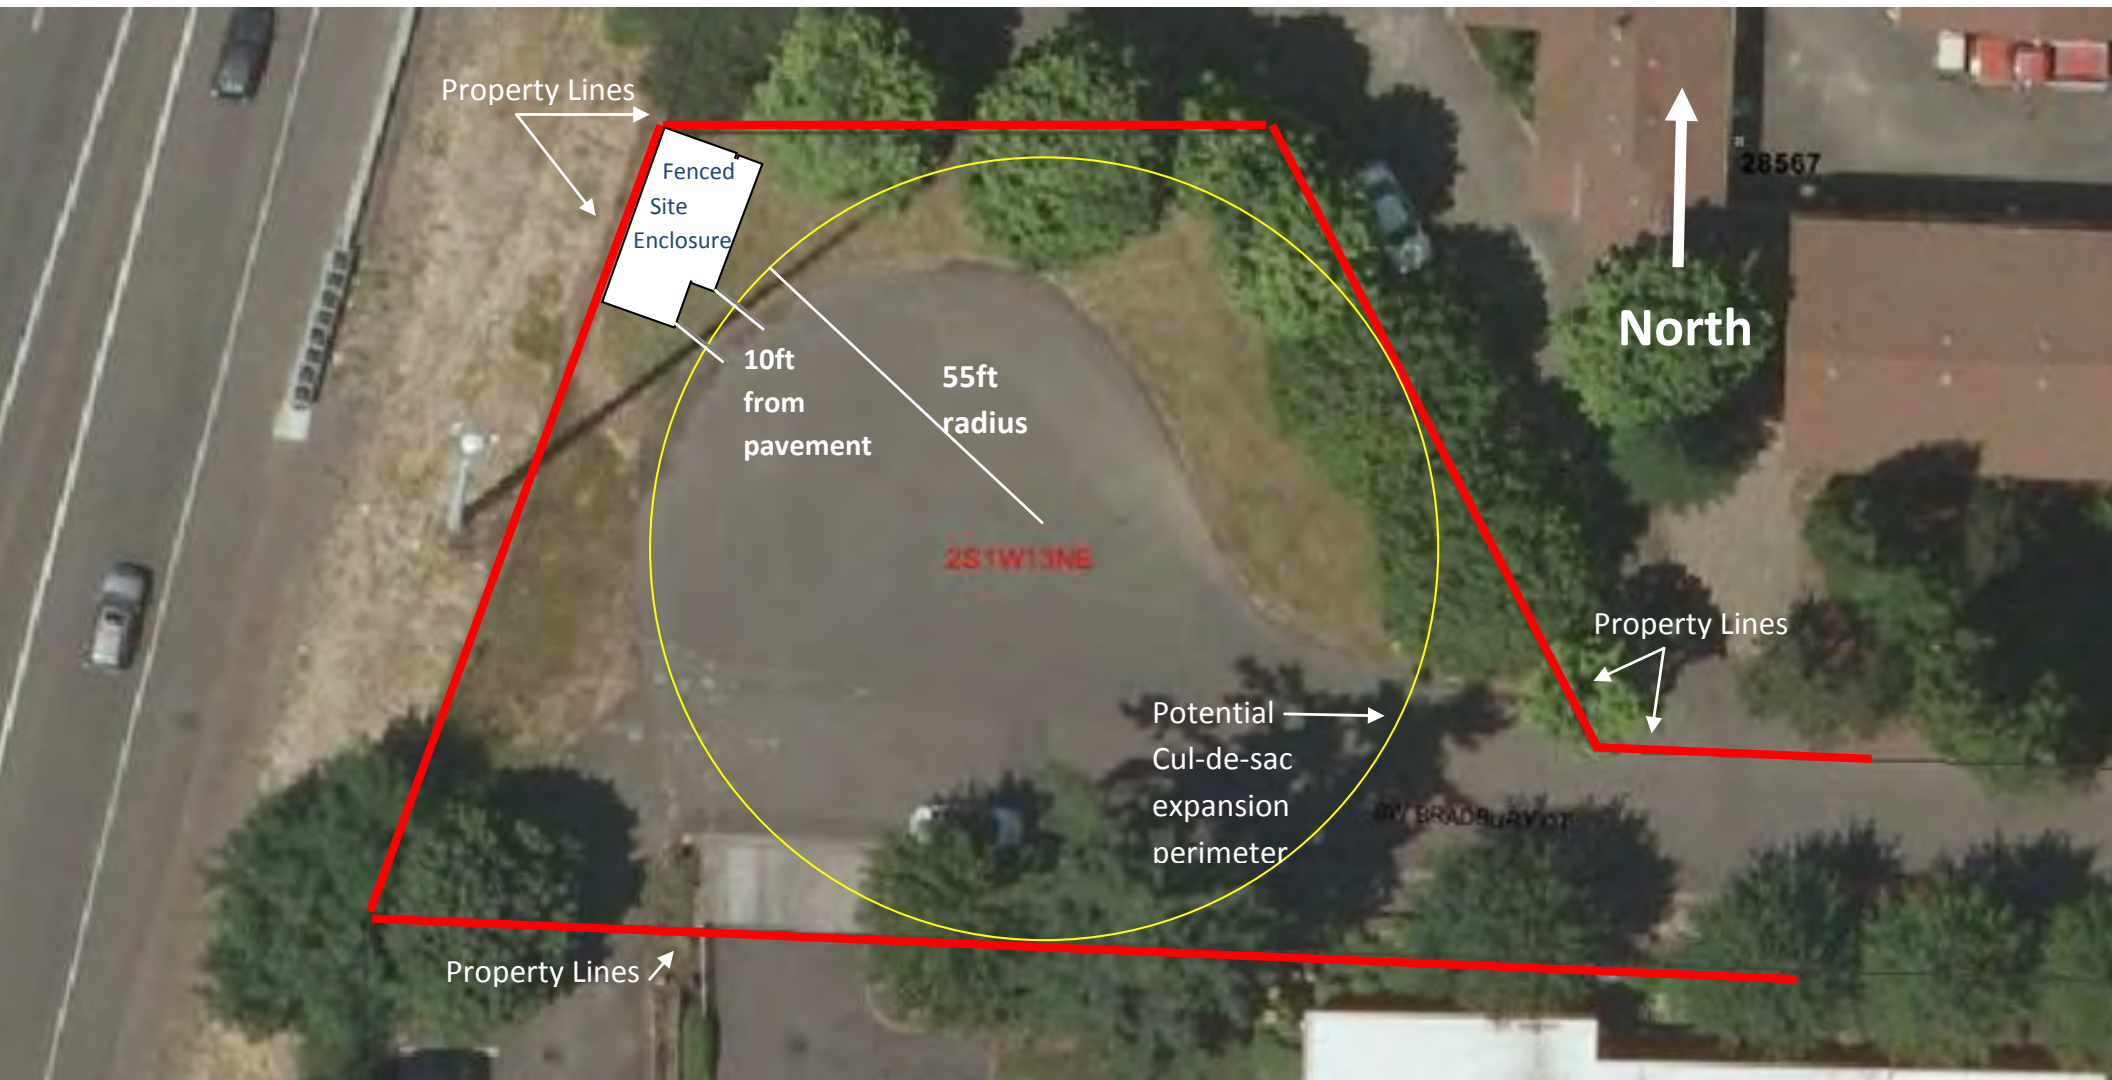 Property Lines
Fenced
Site
Enclosure
28567
North
10ft
from
pavement
55ft
radius
2S1W13NE
Property Lines
Potential
Cul-de-sac
expansion
perimeter
SW BRADBURY CT
Property Lines